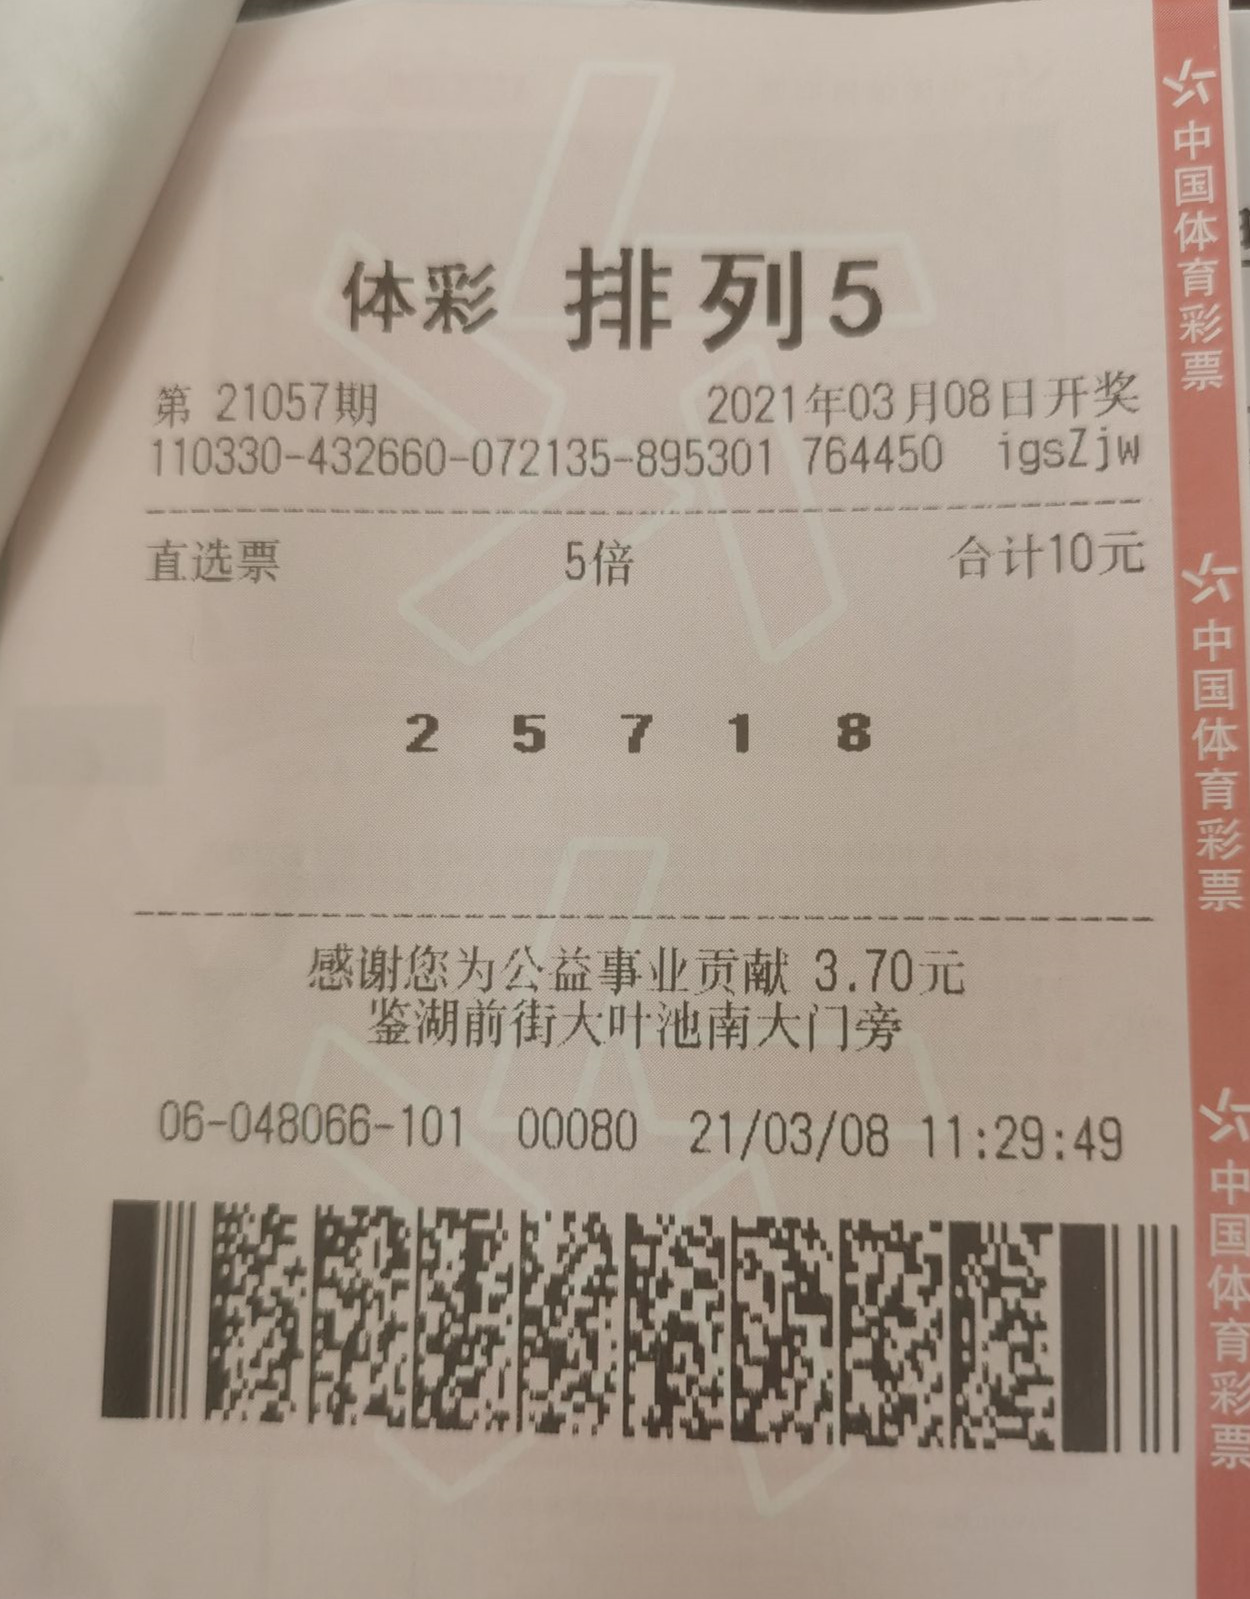 体彩 排列5
第 21057期 2021年03月08日开奖
110330-432660-072135-895301 764450 igsZjw
直选票 5倍 合计10元
2 5 7 1 8
感谢您为公益事业贡献 3.70元
鉴湖前街大叶池南大门旁
06-048066-101 00080 21/03/08 11:29:49
中国体育彩票
中国体育彩票
中国体育彩票